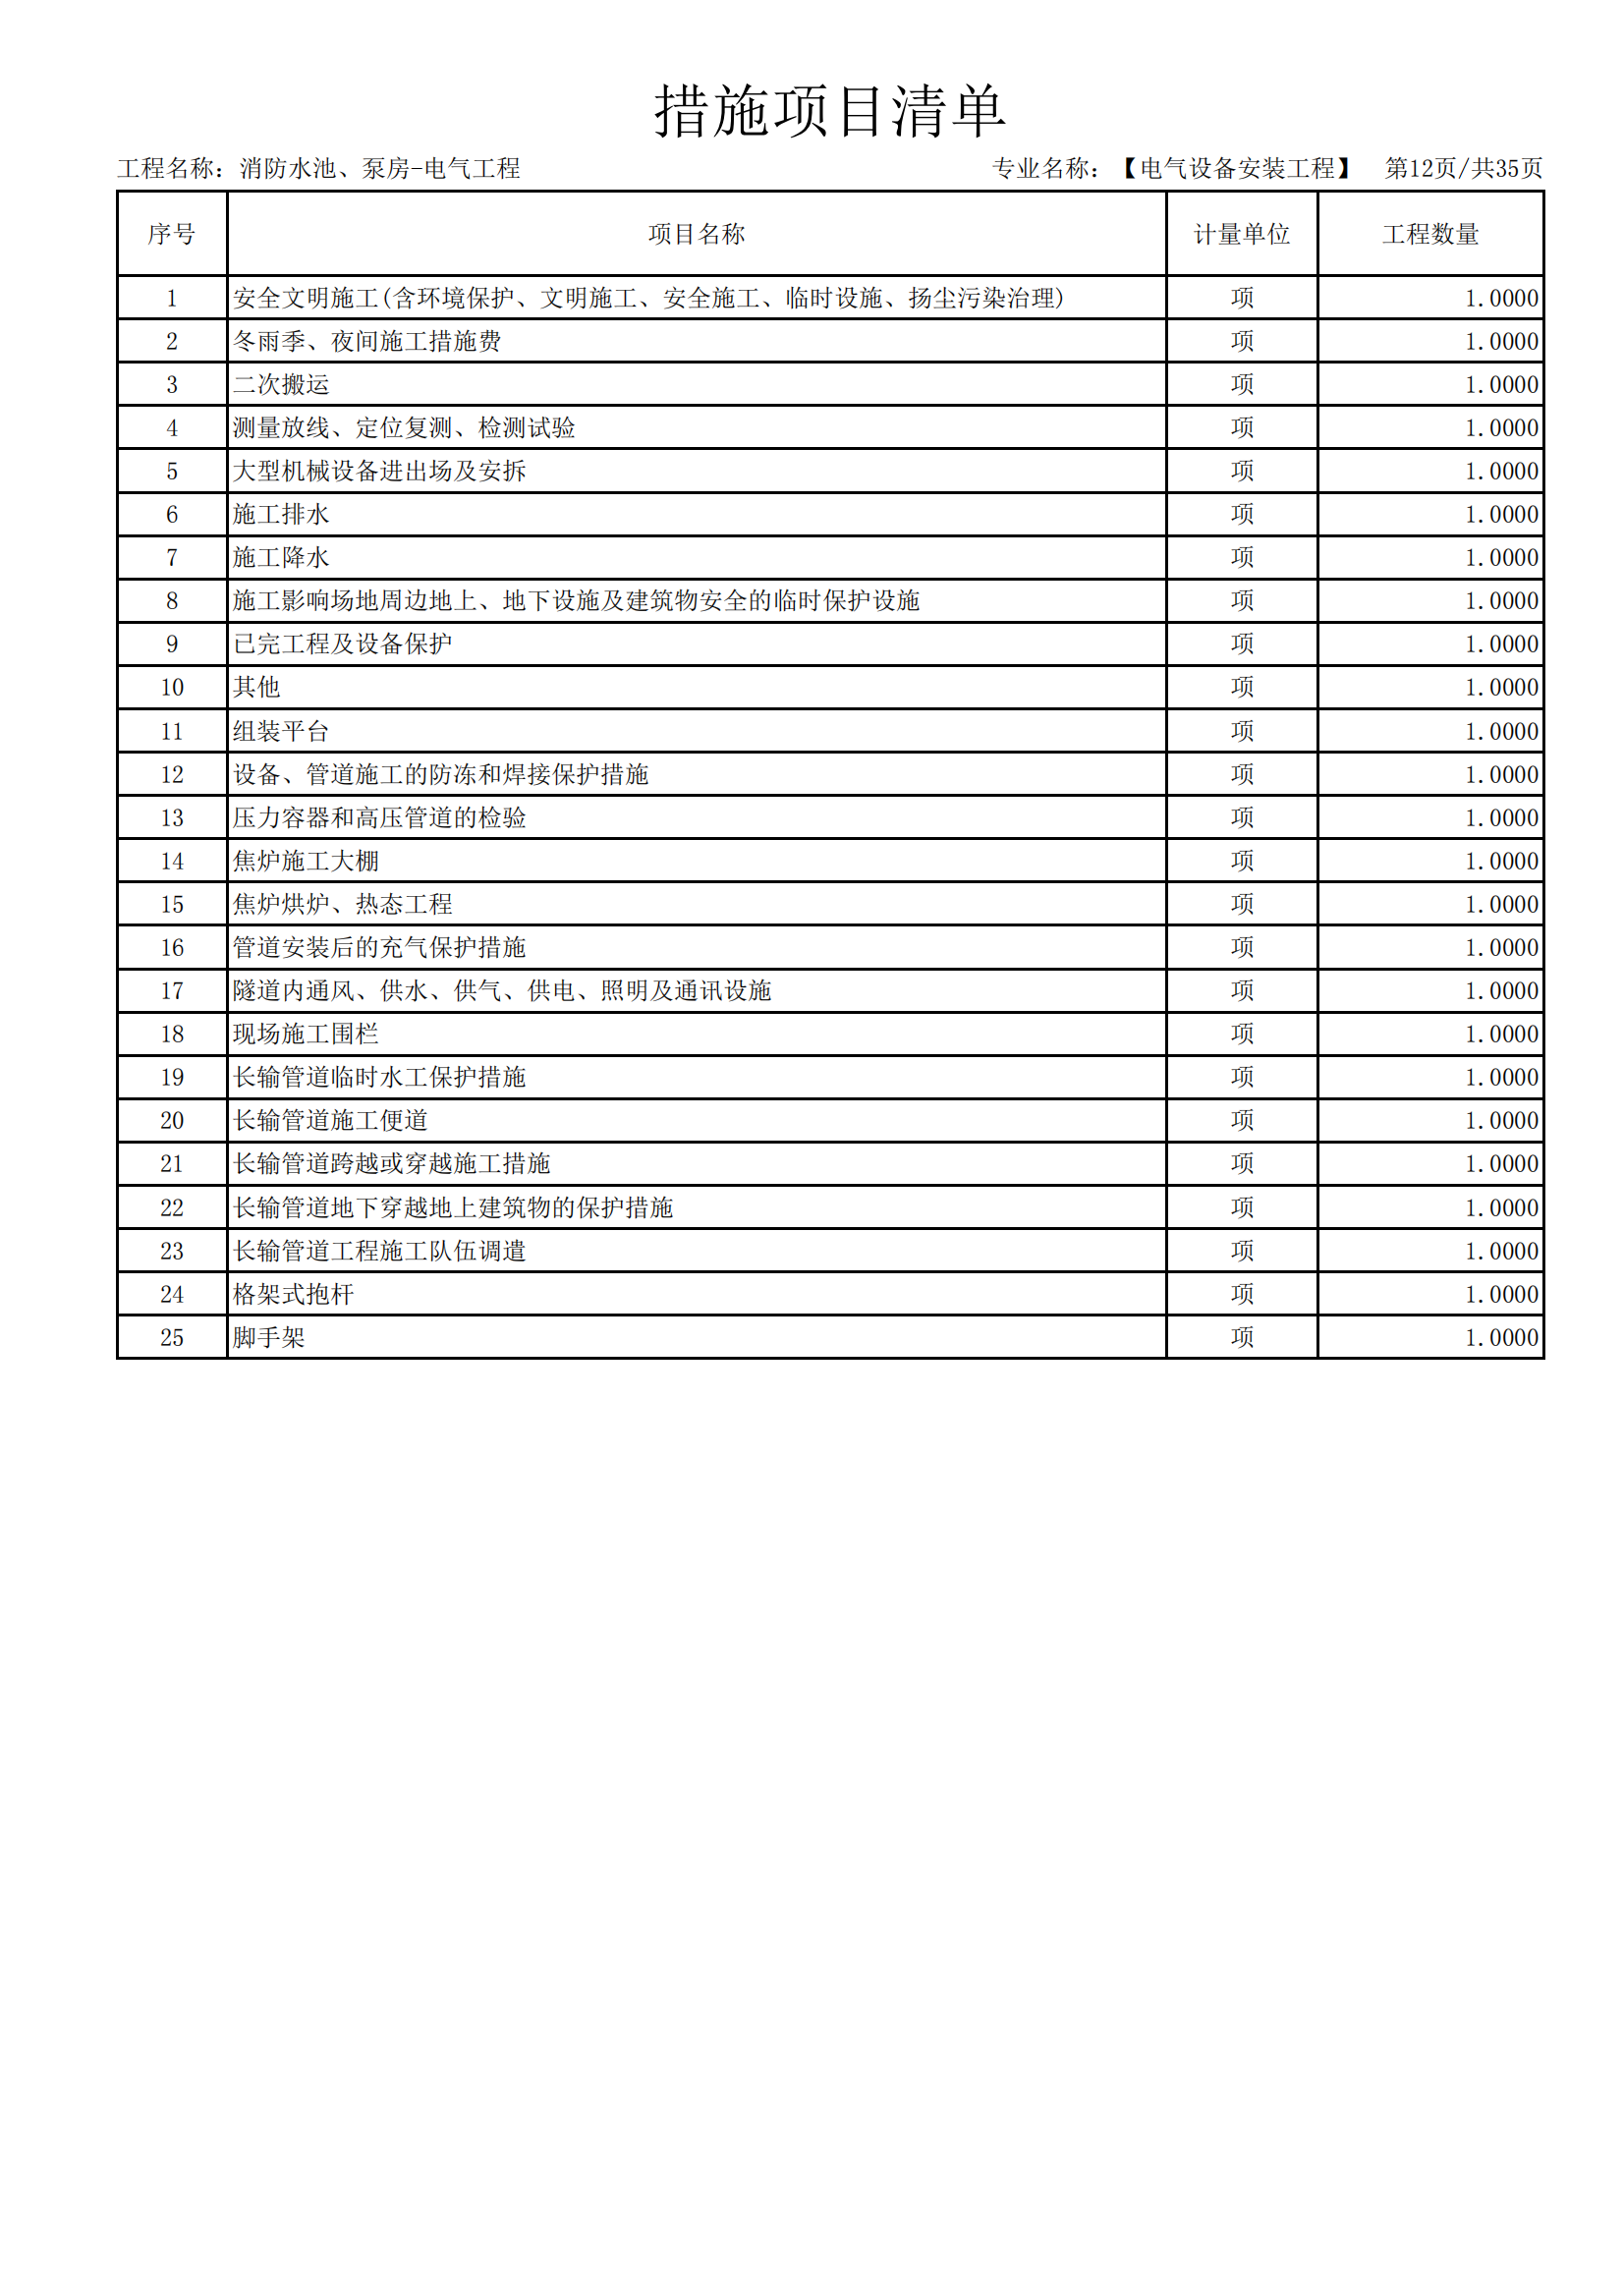 措施项目清单
工程名称：消防水池、泵房-电气工程 专业名称：【电气设备安装工程】 第12页/共35页
序号 项目名称 计量单位 工程数量
1 安全文明施工(含环境保护、文明施工、安全施工、临时设施、扬尘污染治理) 项 1.0000
2 冬雨季、夜间施工措施费 项 1.0000
3 二次搬运 项 1.0000
4 测量放线、定位复测、检测试验 项 1.0000
5 大型机械设备进出场及安拆 项 1.0000
6 施工排水 项 1.0000
7 施工降水 项 1.0000
8 施工影响场地周边地上、地下设施及建筑物安全的临时保护设施 项 1.0000
9 已完工程及设备保护 项 1.0000
10 其他 项 1.0000
11 组装平台 项 1.0000
12 设备、管道施工的防冻和焊接保护措施 项 1.0000
13 压力容器和高压管道的检验 项 1.0000
14 焦炉施工大棚 项 1.0000
15 焦炉烘炉、热态工程 项 1.0000
16 管道安装后的充气保护措施 项 1.0000
17 隧道内通风、供水、供气、供电、照明及通讯设施 项 1.0000
18 现场施工围栏 项 1.0000
19 长输管道临时水工保护措施 项 1.0000
20 长输管道施工便道 项 1.0000
21 长输管道跨越或穿越施工措施 项 1.0000
22 长输管道地下穿越地上建筑物的保护措施 项 1.0000
23 长输管道工程施工队伍调遣 项 1.0000
24 格架式抱杆 项 1.0000
25 脚手架 项 1.0000